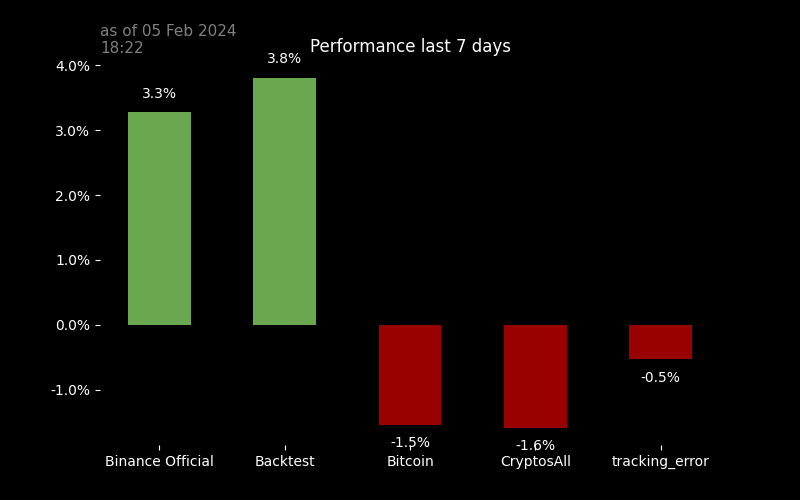 as of 05 Feb 2024
18:22
Performance last 7 days
4.0%
3.0%
2.0%
1.0%
0.0%
-1.0%
3.3%
3.8%
-1.5%
-1.6%
-0.5%
Binance Official
Backtest
Bitcoin
CryptosAll
tracking_error